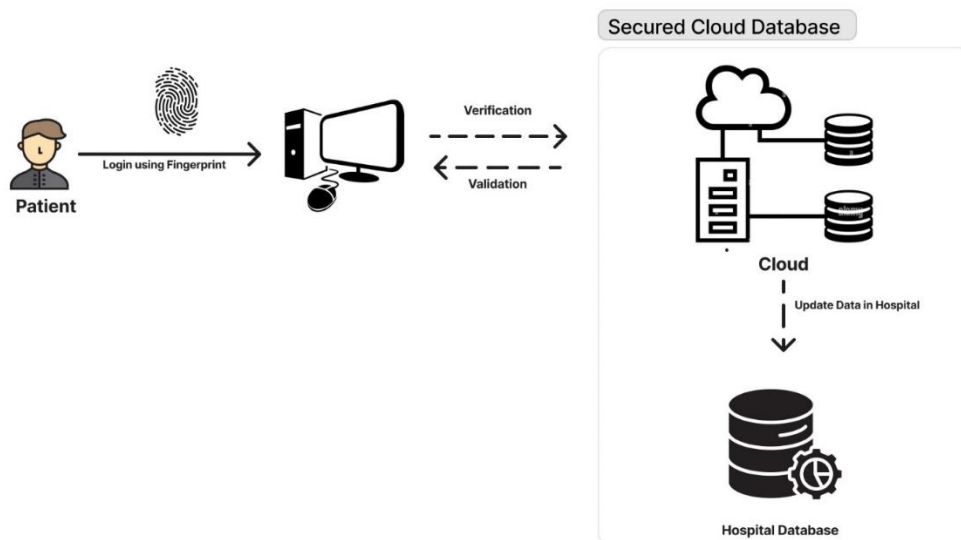 Secured Cloud Database
Verification
Login using Fingerprint
Validation
Patient
Cloud
Update Data in Hospital
Hospital Database